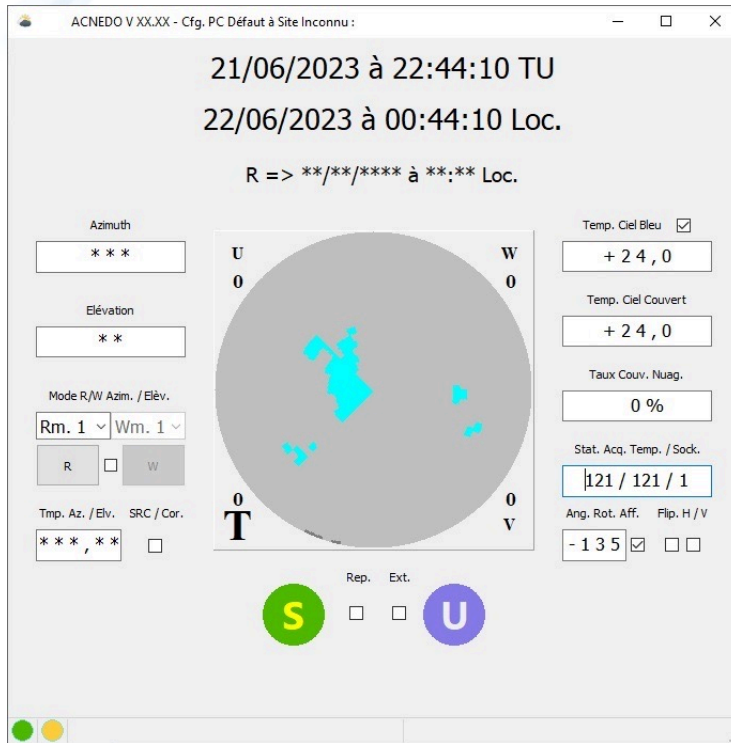 ACNEDO V XX.XX - Cfg. PC Défaut à Site Inconnu :
21/06/2023 à 22:44:10 TU
22/06/2023 à 00:44:10 Loc.
R => **/**/**** à **:** Loc.
Azimuth
***
Elévation
**
Mode R/W Azim. / Elèv.
Rm. 1 Wm. 1
R W
Tmp. Az. / Elv. SRC / Cor.
***,**
U W
0 0
0 0
T V
Temp. Ciel Bleu
+24,0
Temp. Ciel Couvert
+24,0
Taux Couv. Nuag.
0 %
Stat. Acq. Temp. / Sock.
121 / 121 / 1
Ang. Rot. Aff. Flip. H / V
-135
Rep. Ext.
S U